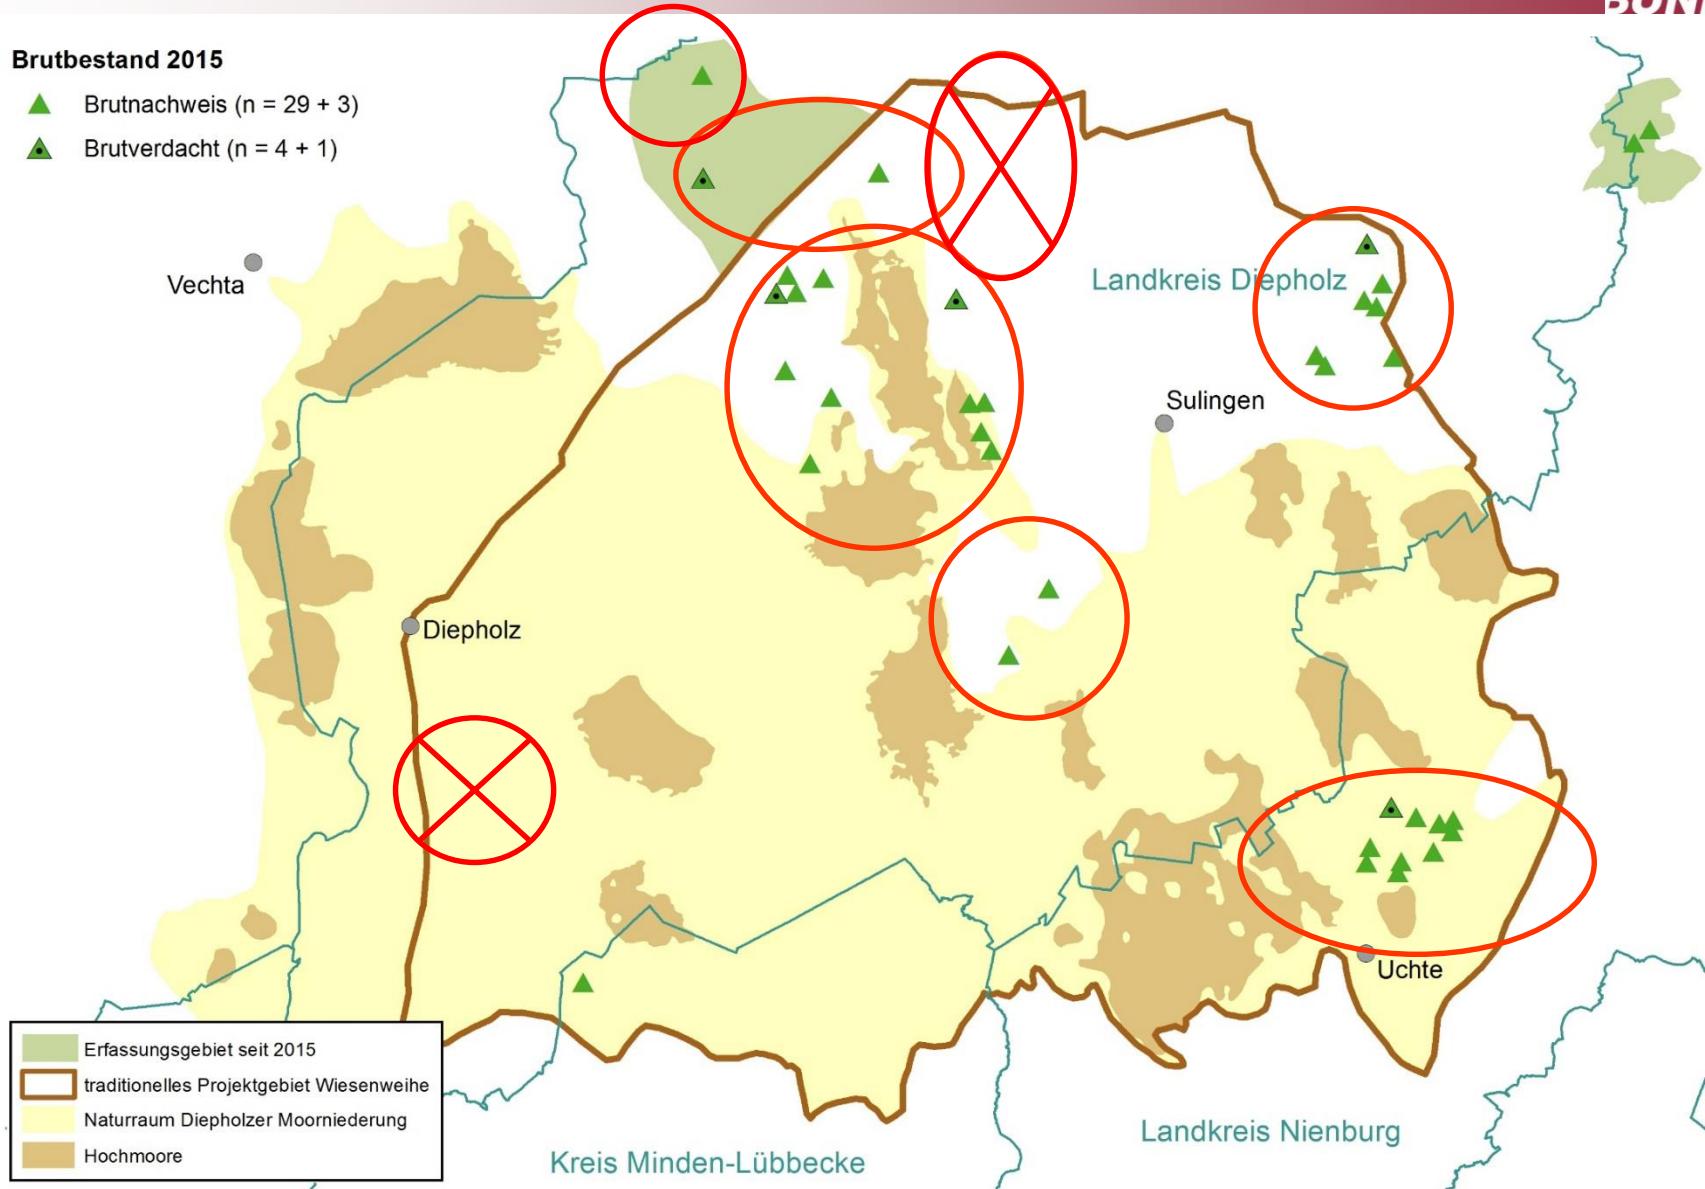 Brutbestand 2015
Brutnachweis (n = 29 + 3)
Brutverdacht (n = 4 + 1)
Vechta
Landkreis Diepholz
Sulingen
Diepholz
Uchte
Landkreis Nienburg
Kreis Minden-Lübbecke
Erfassungsgebiet seit 2015
traditionelles Projektgebiet Wiesenweihe
Naturraum Diepholzer Moorniederung
Hochmoore